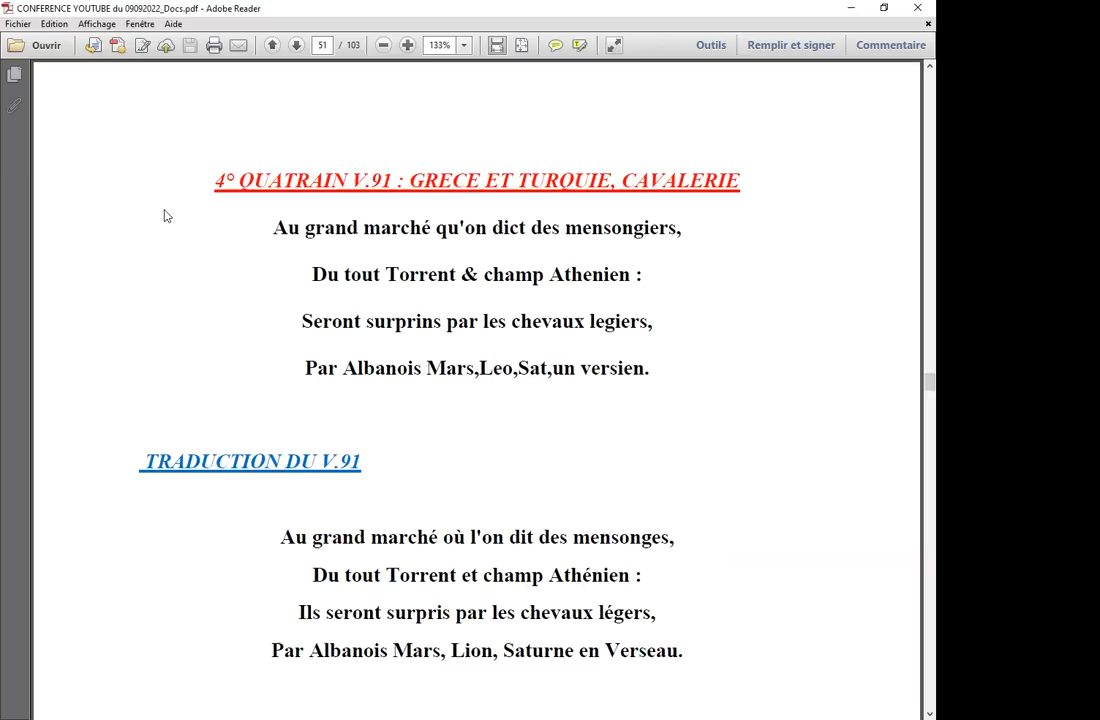 CONFERENCE YOUTUBE du 09092022_Docs.pdf - Adobe Reader
Fichier Edition Affichage Fenêtre Aide
Ouvrir 51 / 103 133% Outils Remplir et signer Commentaire
4° QUATRAIN V.91 : GRECE ET TURQUIE, CAVALERIE
Au grand marché qu'on dict des mensongiers,
Du tout Torrent & champ Athenien :
Seront surprins par les chevaux legiers,
Par Albanois Mars,Leo,Sat,un versien.
TRADUCTION DU V.91
Au grand marché où l'on dit des mensonges,
Du tout Torrent et champ Athénien :
Ils seront surpris par les chevaux légers,
Par Albanois Mars, Lion, Saturne en Verseau.